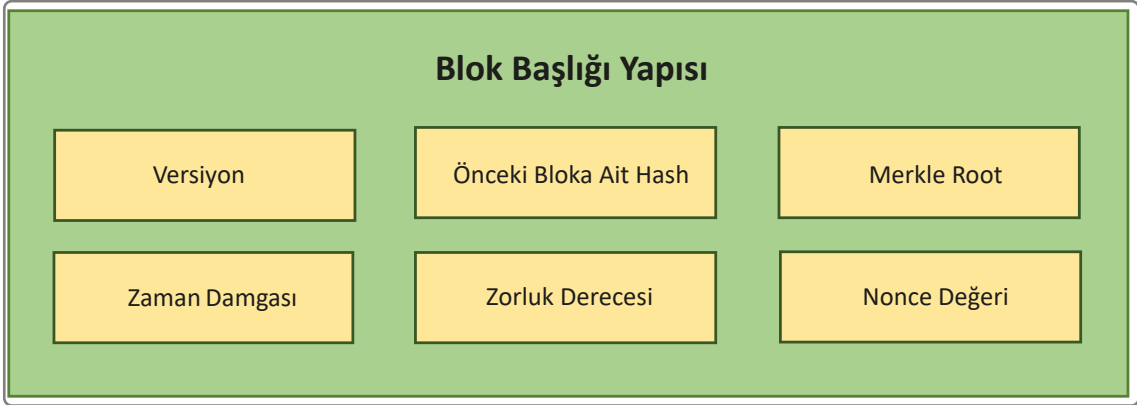 Blok Başlığı Yapısı
Versiyon
Önceki Bloka Ait Hash
Merkle Root
Zaman Damgası
Zorluk Derecesi
Nonce Değeri